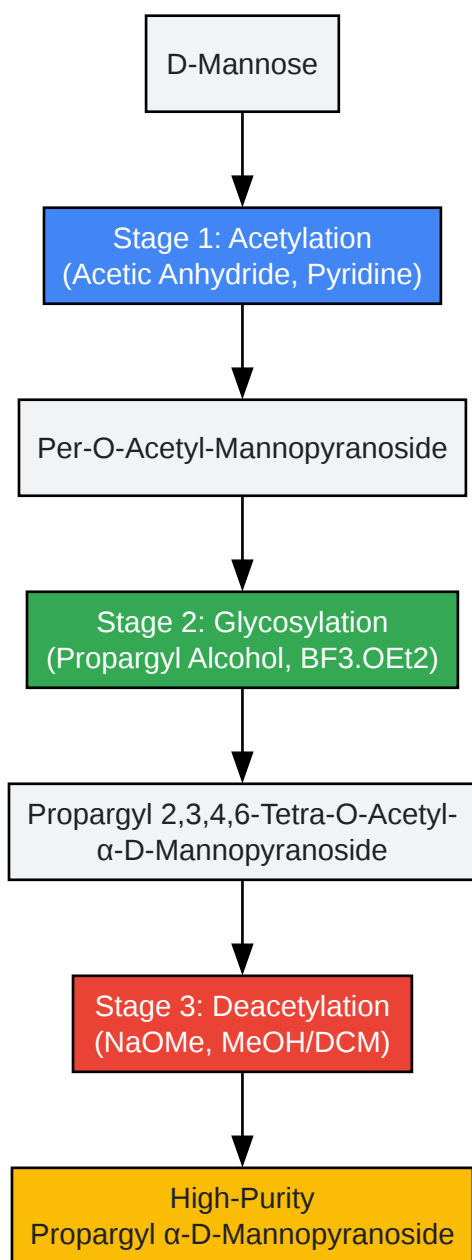 D-Mannose
Stage 1: Acetylation
(Acetic Anhydride, Pyridine)
Per-O-Acetyl-Mannopyranoside
Stage 2: Glycosylation
(Propargyl Alcohol, BF3.OEt2)
Propargyl 2,3,4,6-Tetra-O-Acetyl-
α-D-Mannopyranoside
Stage 3: Deacetylation
(NaOMe, MeOH/DCM)
High-Purity
Propargyl α-D-Mannopyranoside